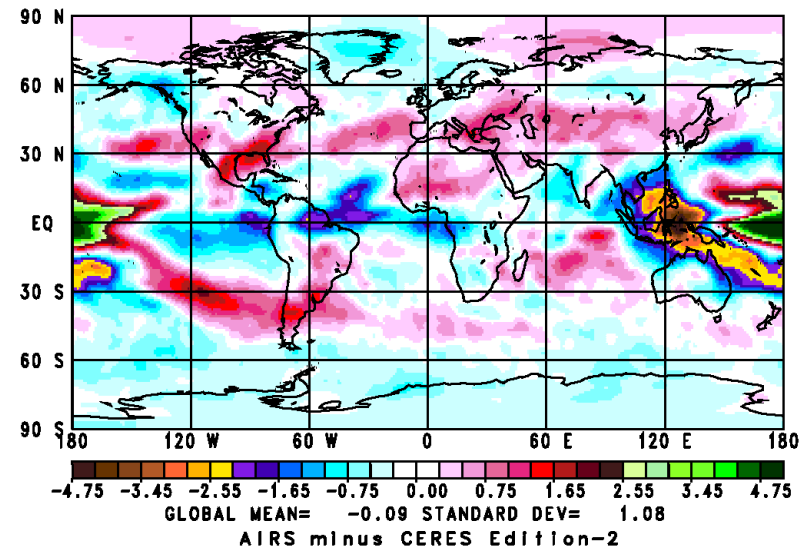 90 N
60 N
30 N
EQ
30 S
60 S
90 S
180 120 W 60 W 0 60 E 120 E 180
-4.75 -3.45 -2.55 -1.65 -0.75 0.00 0.75 1.65 2.55 3.45 4.75
GLOBAL MEAN= -0.09 STANDARD DEV= 1.08
AIRS minus CERES Edition-2